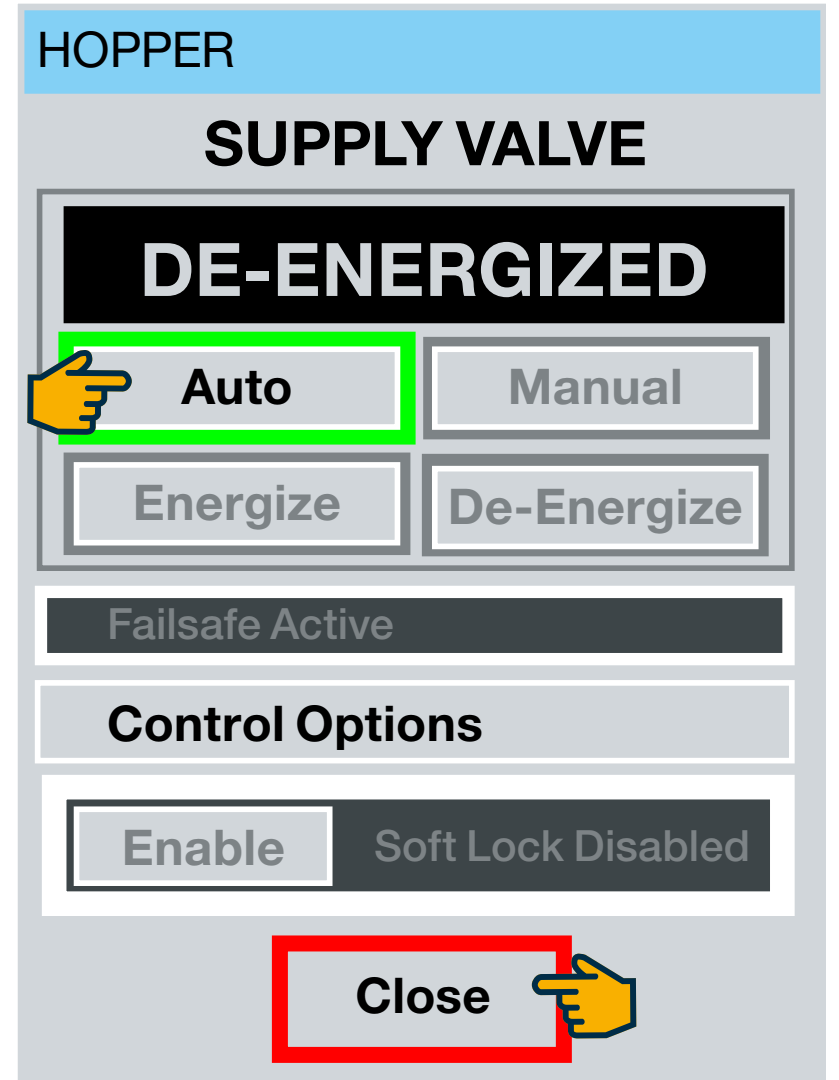 HOPPER
SUPPLY VALVE
DE-ENERGIZED
Auto
Manual
Energize
De-Energize
Failsafe Active
Control Options
Enable
Soft Lock Disabled
Close